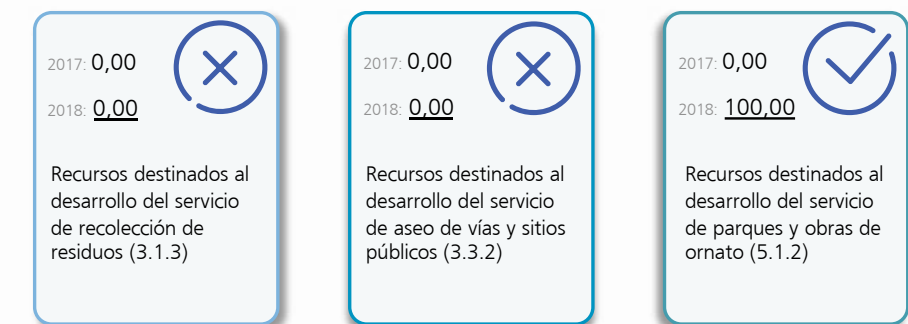 2017: 0,00
2018: 0,00
Recursos destinados al
desarrollo del servicio
de recolección de
residuos (3.1.3)
2017: 0,00
2018: 0,00
Recursos destinados al
desarrollo del servicio
de aseo de vías y sitios
públicos (3.3.2)
2017: 0,00
2018: 100,00
Recursos destinados al
desarrollo del servicio
de parques y obras de
ornato (5.1.2)